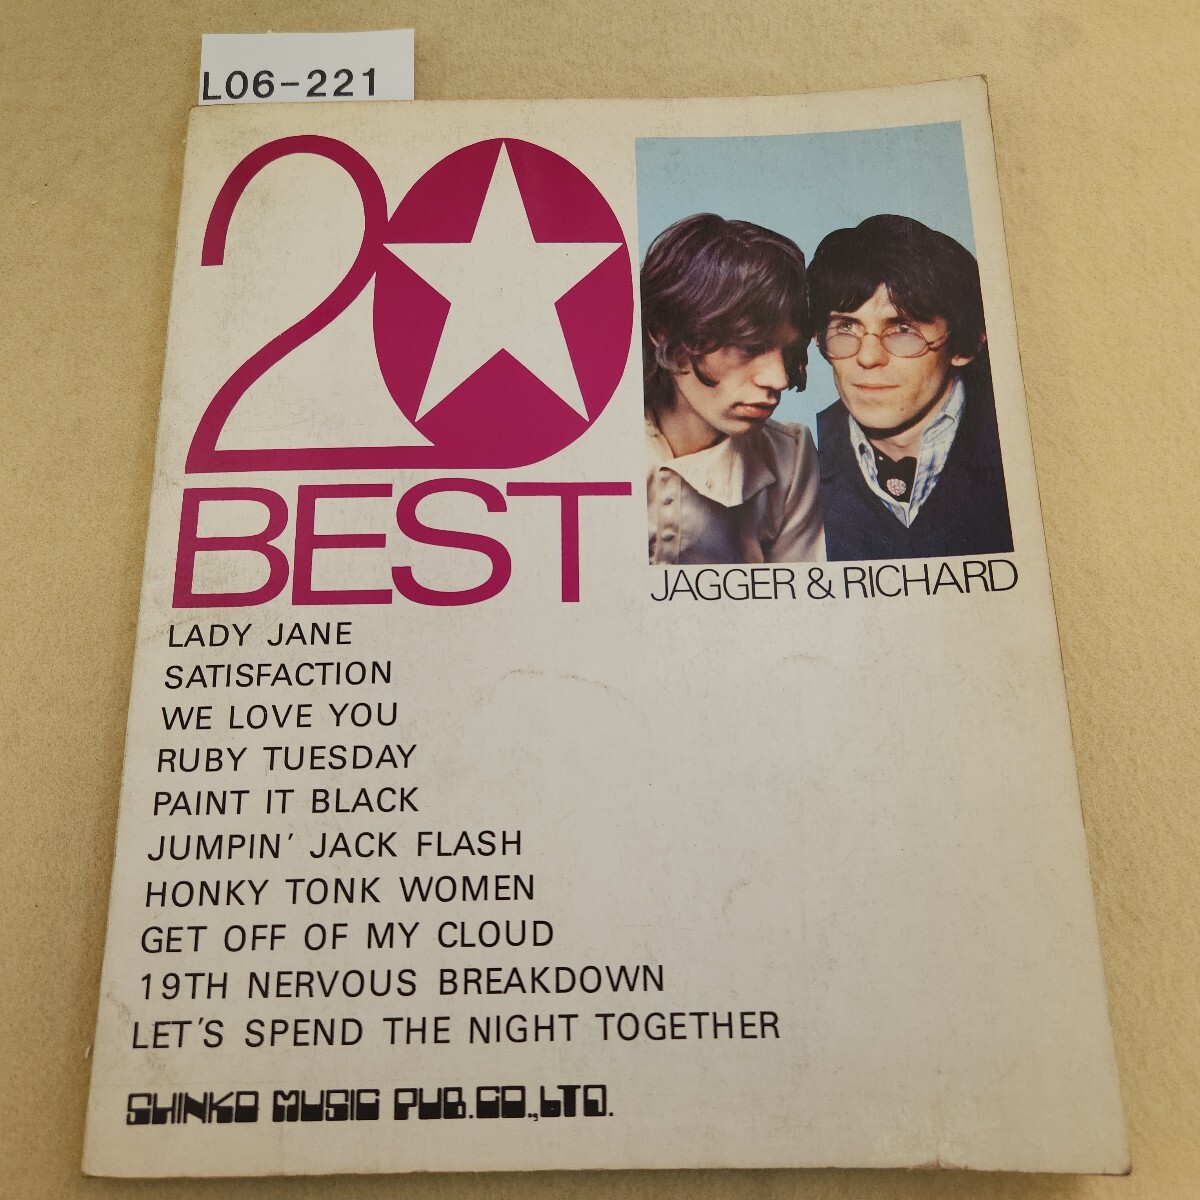 L06-221
20
BEST
JAGGER & RICHARD
LADY JANE
SATISFACTION
WE LOVE YOU
RUBY TUESDAY
PAINT IT BLACK
JUMPIN' JACK FLASH
HONKY TONK WOMEN
GET OFF OF MY CLOUD
19TH NERVOUS BREAKDOWN
LET'S SPEND THE NIGHT TOGETHER
SHINKO MUSIC PUB.CO.,LTD.